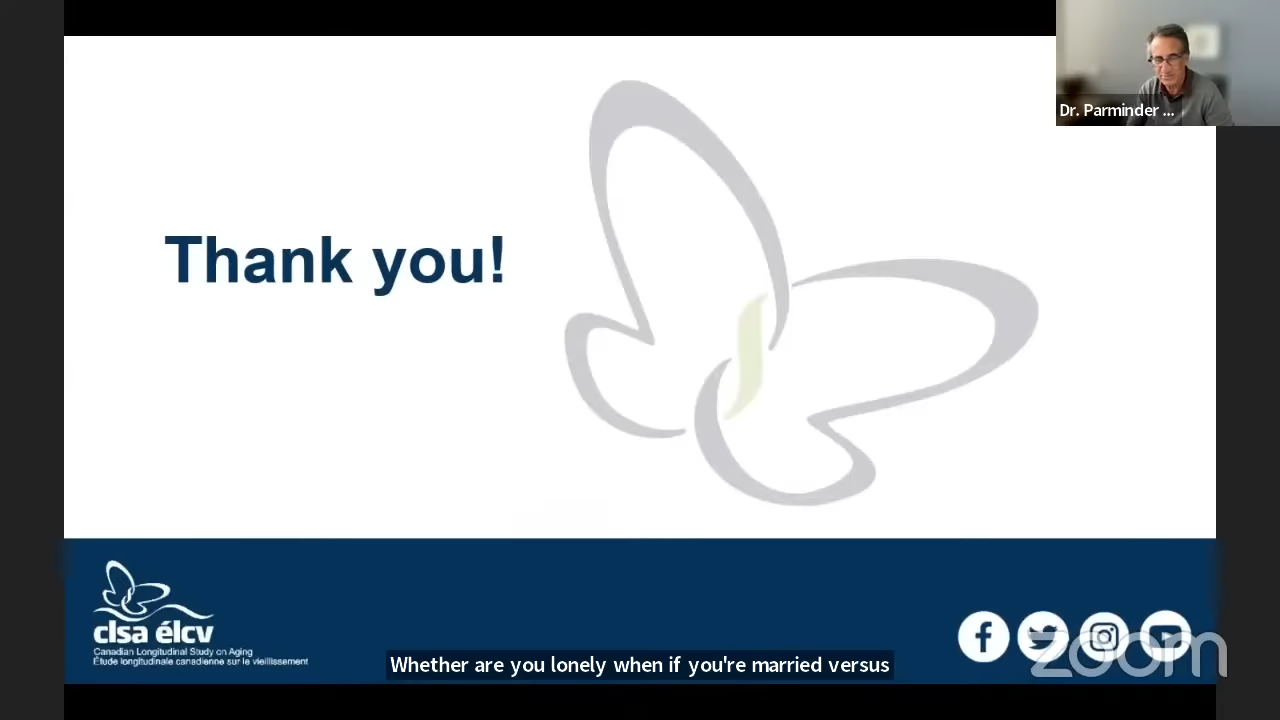 Dr. Parminder ...
Thank you!
clsa élcv
Canadian Longitudinal Study on Aging
Étude longitudinale canadienne sur le vieillissement
Whether are you lonely when if you're married versus
zoom